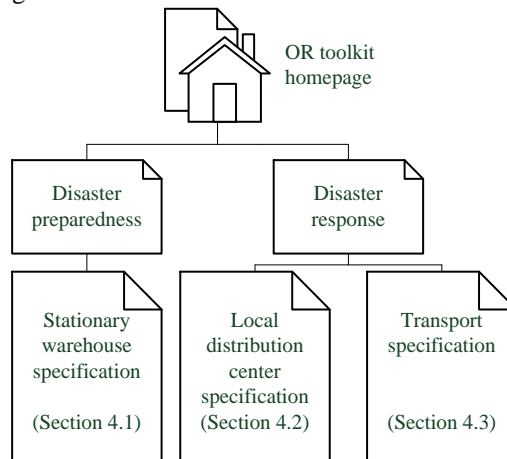 g
OR toolkit
homepage
Disaster
preparedness
Disaster
response
Stationary
warehouse
specification
(Section 4.1)
Local
distribution
center
specification
(Section 4.2)
Transport
specification
(Section 4.3)